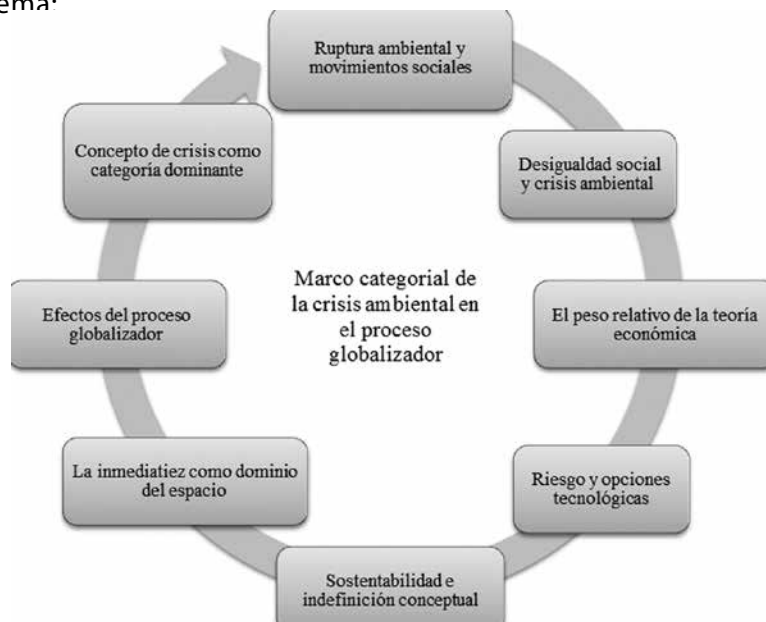 ema:
Ruptura ambiental y
movimientos sociales
Desigualdad social
y crisis ambiental
El peso relativo de la teoría
económica
Riesgo y opciones
tecnológicas
Sostentabilidad e
indefinición conceptual
La inmediatiez como dominio
del espacio
Efectos del proceso
globalizador
Concepto de crisis como
categoría dominante
Marco categorial de
la crisis ambiental en
el proceso
globalizador